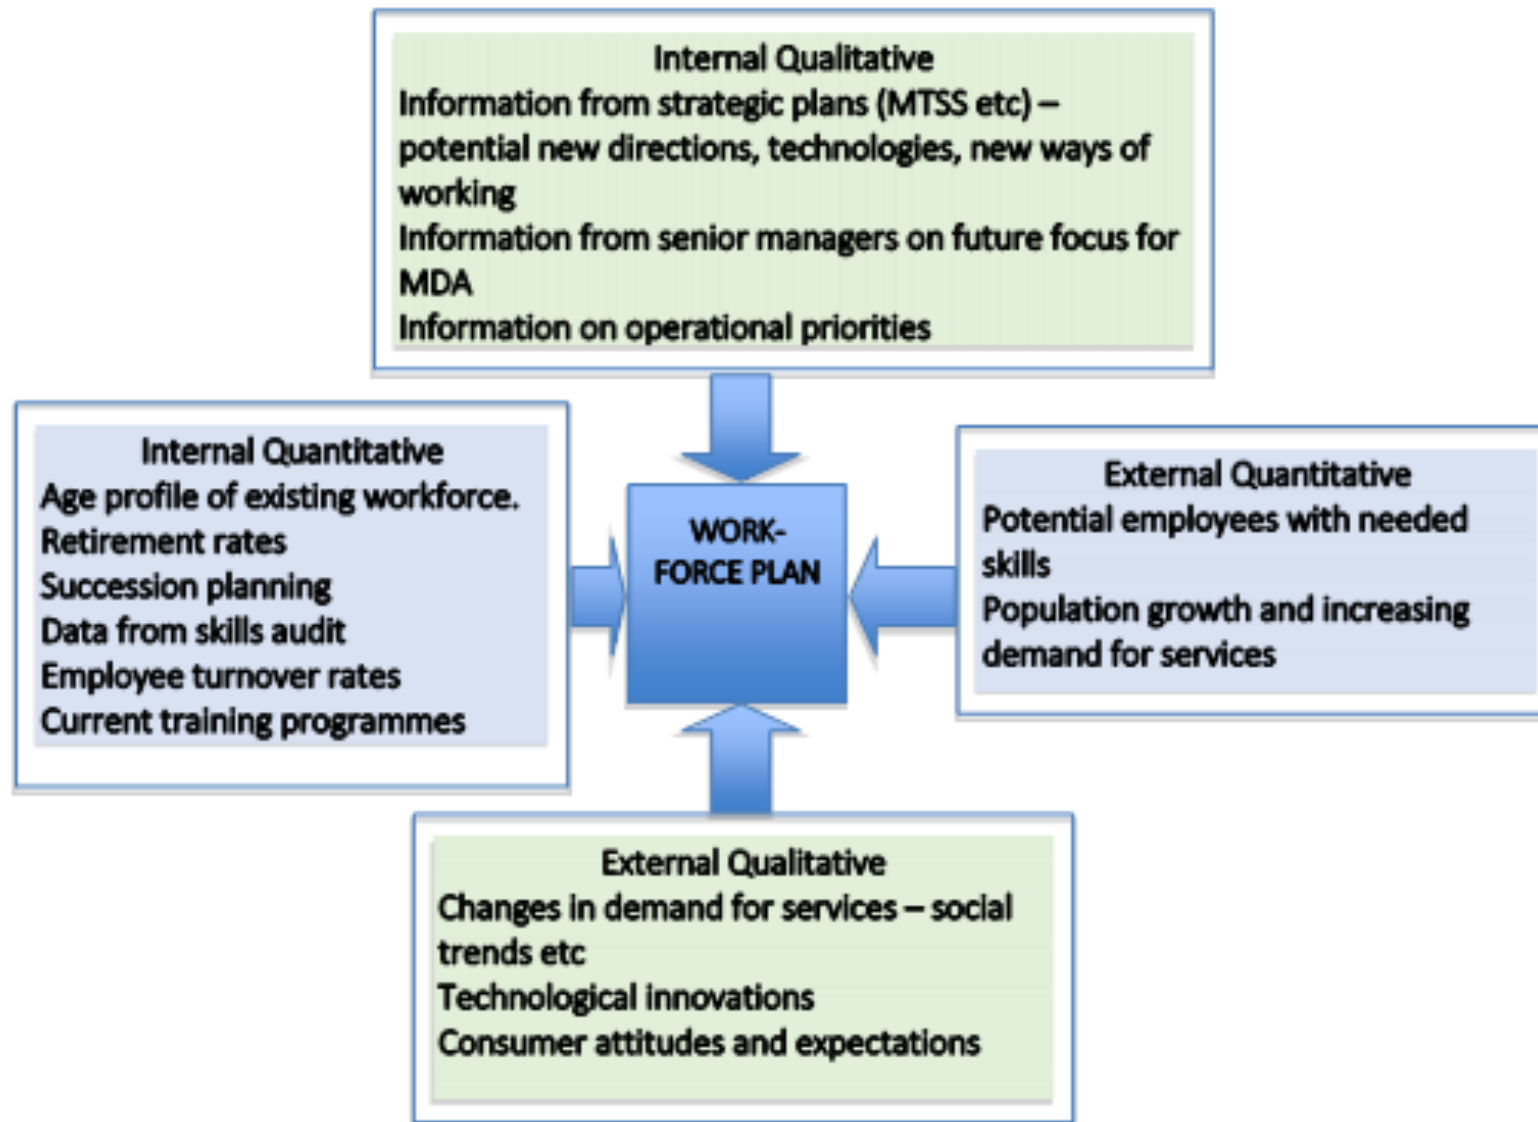 Internal Qualitative
Information from strategic plans (MTSS etc) –
potential new directions, technologies, new ways of
working
Information from senior managers on future focus for
MDA
Information on operational priorities
Internal Quantitative
Age profile of existing workforce.
Retirement rates
Succession planning
Data from skills audit
Employee turnover rates
Current training programmes
WORK-
FORCE PLAN
External Quantitative
Potential employees with needed
skills
Population growth and increasing
demand for services
External Qualitative
Changes in demand for services – social
trends etc
Technological innovations
Consumer attitudes and expectations